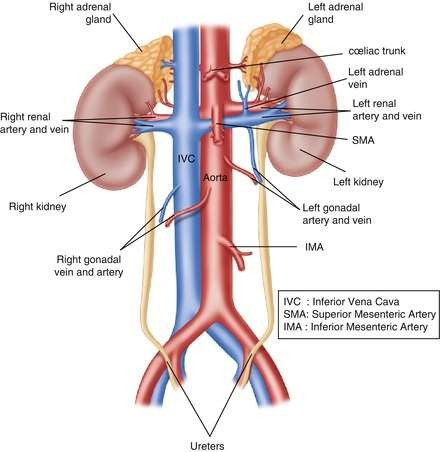 Right adrenal
gland
Left adrenal
gland
cœliac trunk
Left adrenal
vein
Right renal
artery and vein
Left renal
artery and vein
SMA
IVC
Aorta
Right kidney
Left kidney
Left gonadal
artery and vein
Right gonadal
vein and artery
IMA
IVC : Inferior Vena Cava
SMA: Superior Mesenteric Artery
IMA : Inferior Mesenteric Artery
Ureters